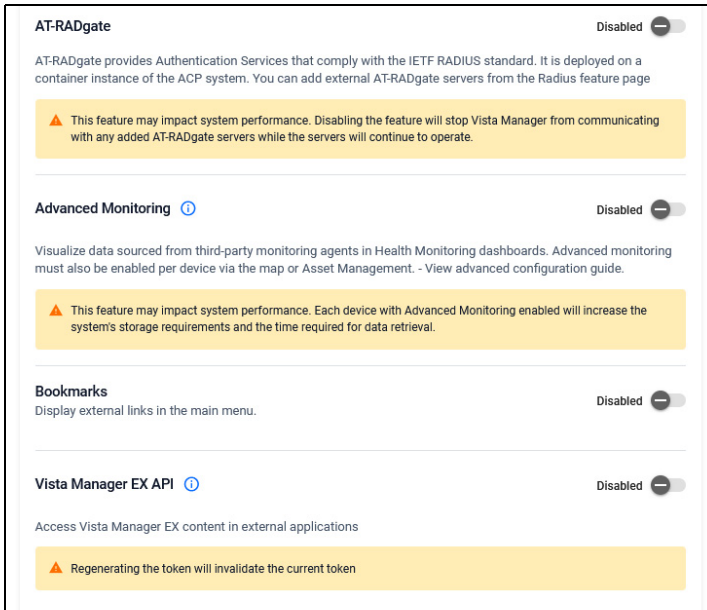 AT-RADgate
Disabled
AT-RADgate provides Authentication Services that comply with the IETF RADIUS standard. It is deployed on a
container instance of the ACP system. You can add external AT-RADgate servers from the Radius feature page
This feature may impact system performance. Disabling the feature will stop Vista Manager from communicating
with any added AT-RADgate servers while the servers will continue to operate.
Advanced Monitoring
Disabled
Visualize data sourced from third-party monitoring agents in Health Monitoring dashboards. Advanced monitoring
must also be enabled per device via the map or Asset Management. - View advanced configuration guide.
This feature may impact system performance. Each device with Advanced Monitoring enabled will increase the
system's storage requirements and the time required for data retrieval.
Bookmarks
Disabled
Display external links in the main menu.
Vista Manager EX API
Disabled
Access Vista Manager EX content in external applications
Regenerating the token will invalidate the current token